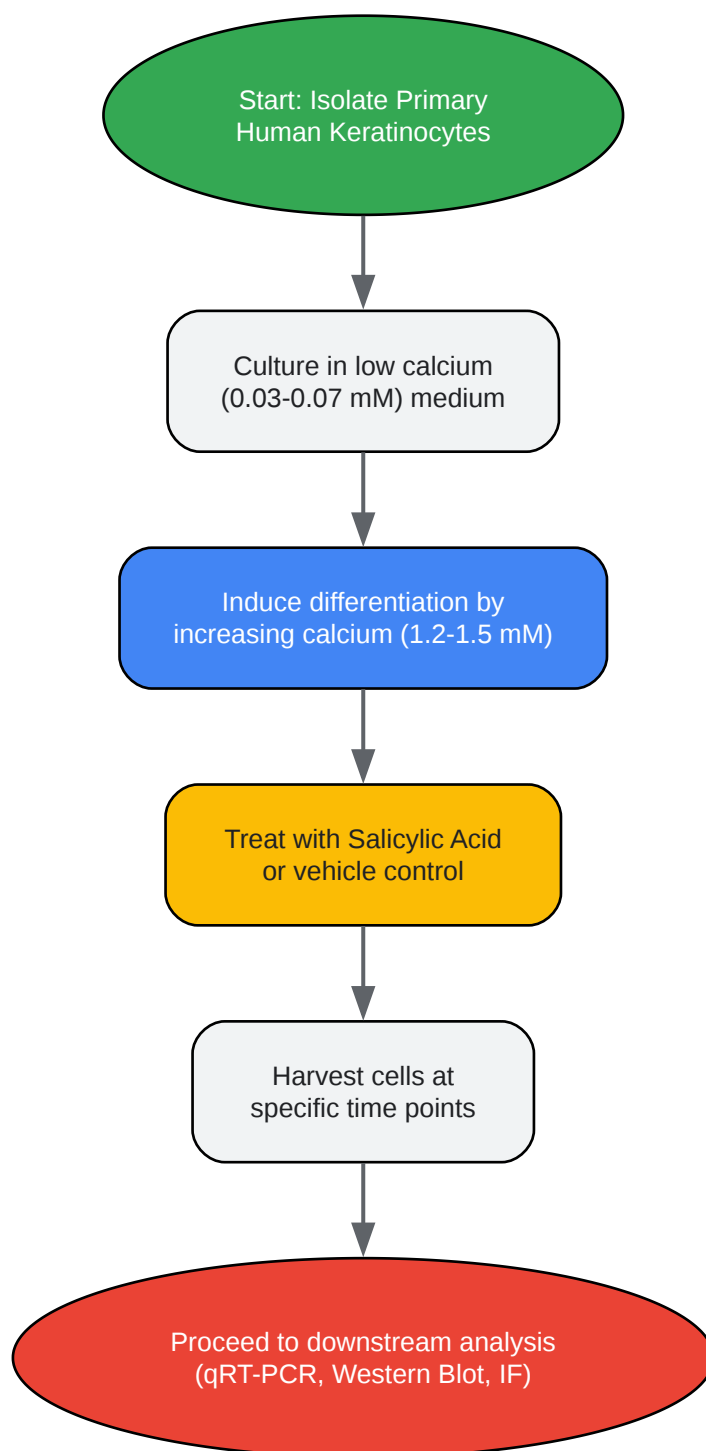 Start: Isolate Primary
Human Keratinocytes
Culture in low calcium
(0.03-0.07 mM) medium
Induce differentiation by
increasing calcium (1.2-1.5 mM)
Treat with Salicylic Acid
or vehicle control
Harvest cells at
specific time points
Proceed to downstream analysis
(qRT-PCR, Western Blot, IF)